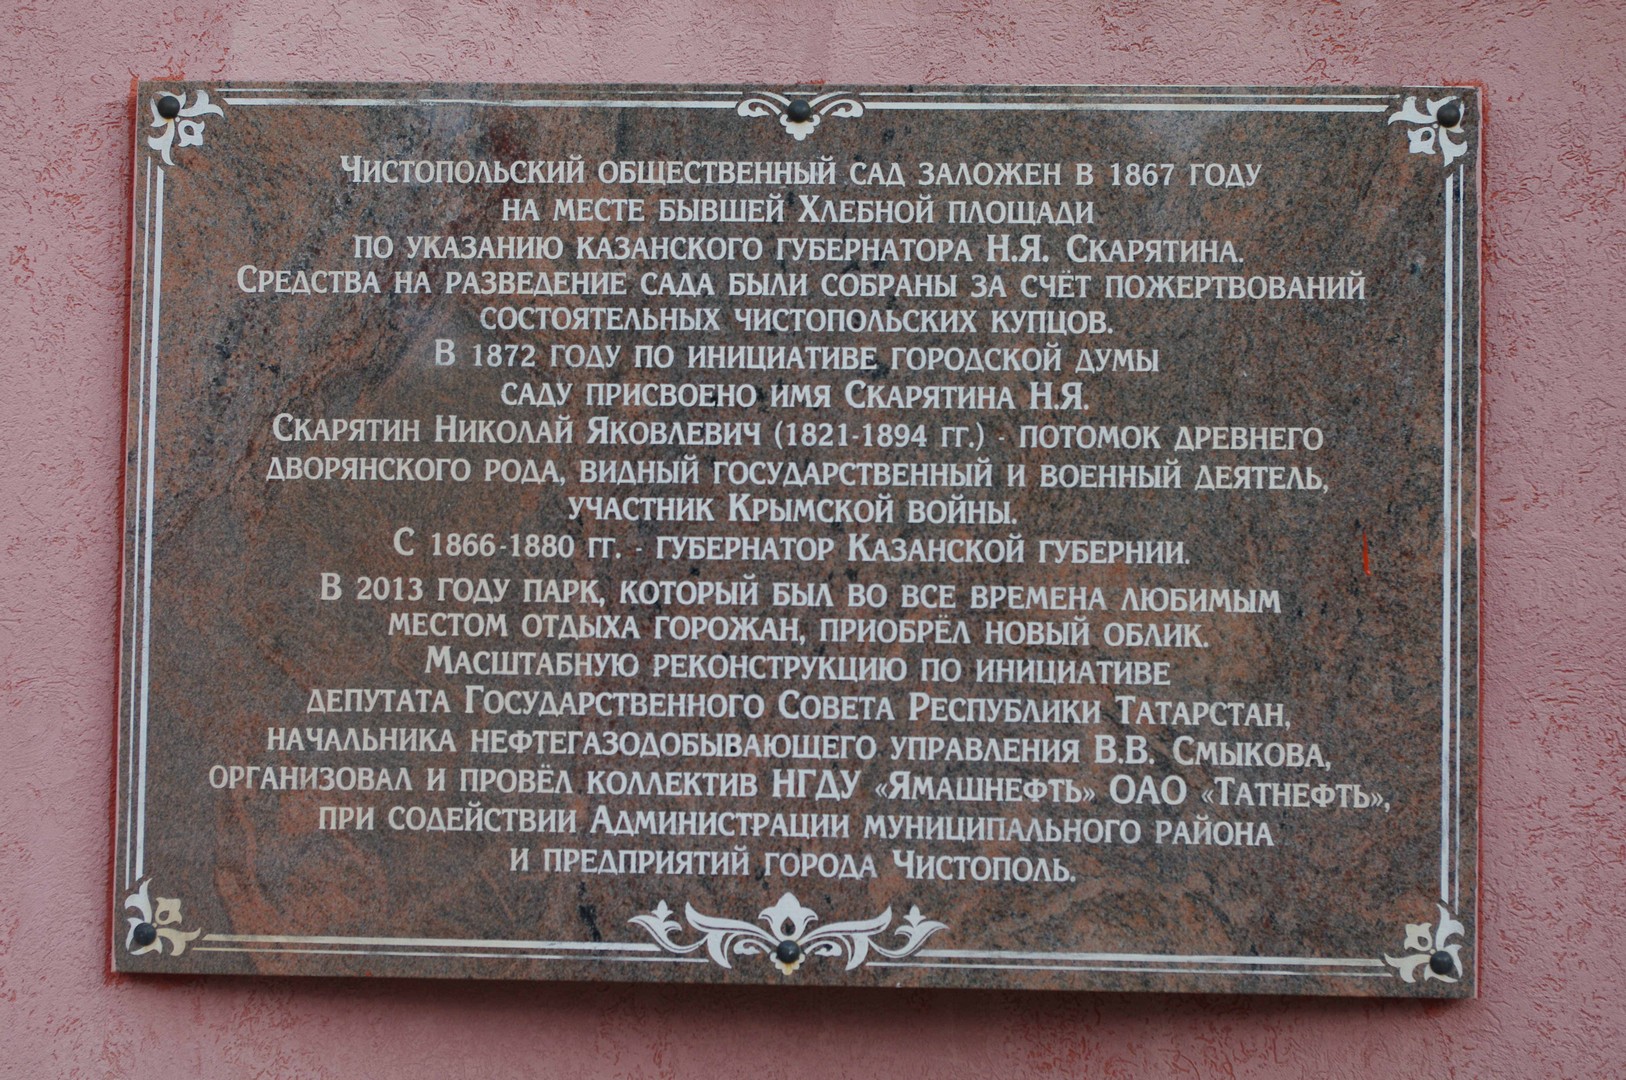 Чистопольский общественный сад заложен в 1867 году
на месте бывшей Хлебной площади
по указанию казанского губернатора Н.Я. Скарятина.
Средства на разведение сада были собраны за счёт пожертвований
состоятельных чистопольских купцов.
В 1872 году по инициативе городской думы
саду присвоено имя Скарятина Н.Я.
Скарятин Николай Яковлевич (1821-1894 гг.) - потомок древнего
дворянского рода, видный государственный и военный деятель,
участник Крымской войны.
С 1866-1880 гг. - губернатор Казанской губернии.
В 2013 году парк, который был во все времена любимым
местом отдыха горожан, приобрёл новый облик.
Масштабную реконструкцию по инициативе
депутата Государственного Совета Республики Татарстан,
начальника нефтегазодобывающего управления В.В. Смыкова,
организовал и провёл коллектив НГДУ «Ямашнефть» ОАО «Татнефть»,
при содействии Администрации муниципального района
и предприятий города Чистополь.